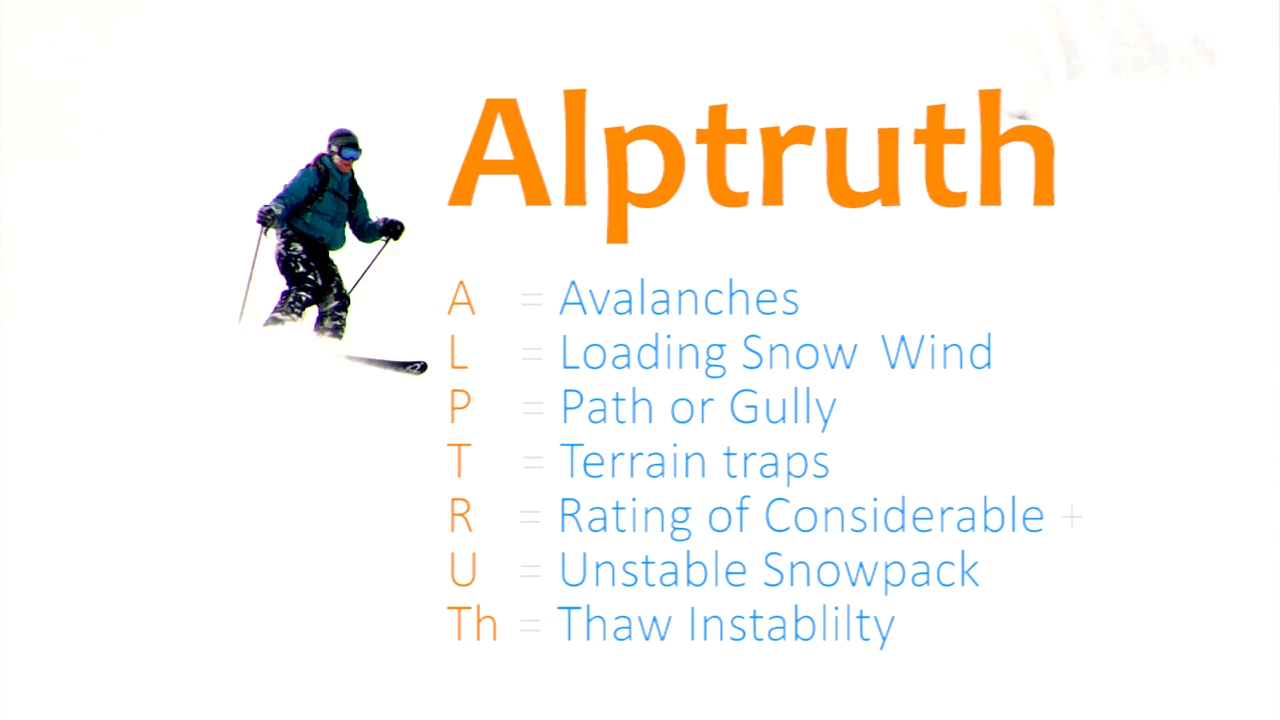 Alptruth
A = Avalanches
L = Loading Snow Wind
P = Path or Gully
T = Terrain traps
R = Rating of Considerable +
U = Unstable Snowpack
Th = Thaw Instablilty